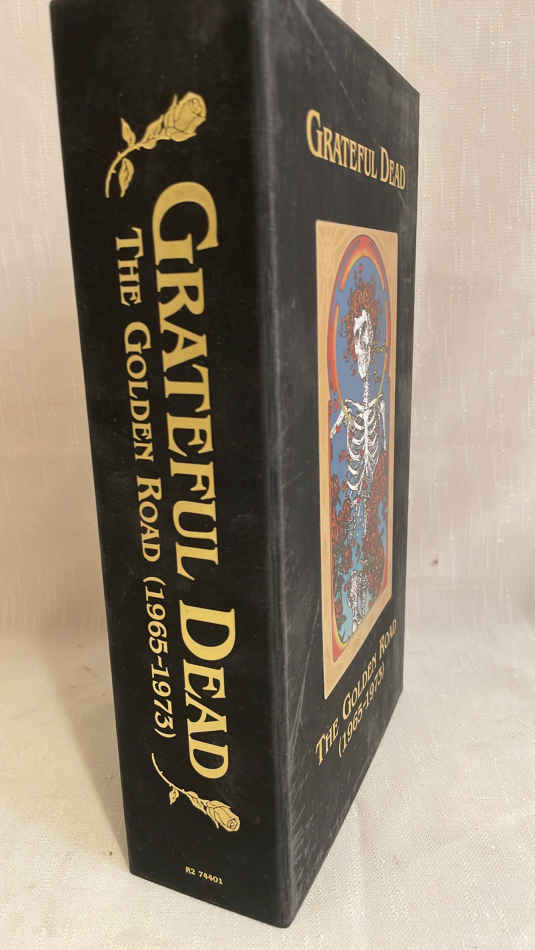 GRATEFUL DEAD
THE GOLDEN ROAD (1965-1973)
R2 74401
GRATEFUL DEAD
THE GOLDEN ROAD
(1965-1973)